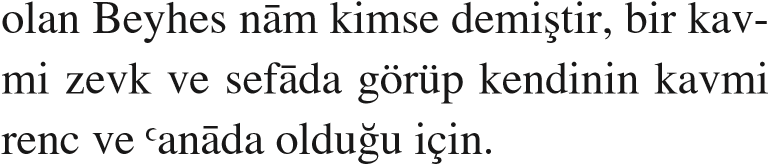 olan Beyhes nām kimse demiştir, bir kav-
mi zevk ve sefāda görüp kendinin kavmi
renc ve ʿanāda olduğu için.